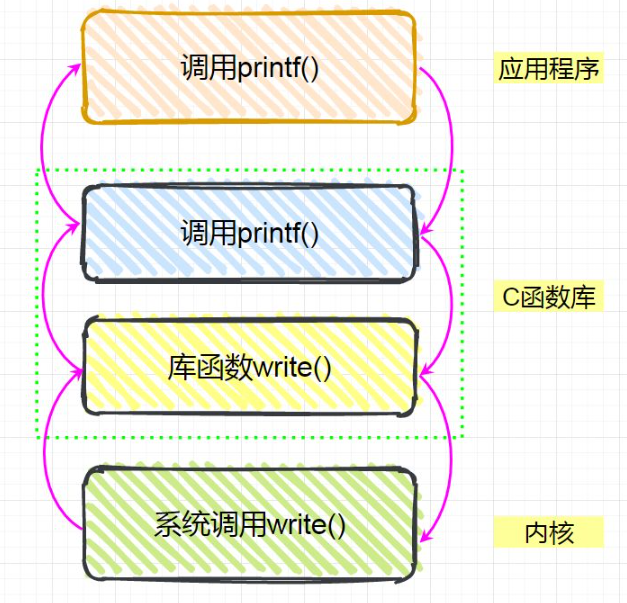 调用printf()
应用程序
调用printf()
C函数库
库函数write()
系统调用write()
内核